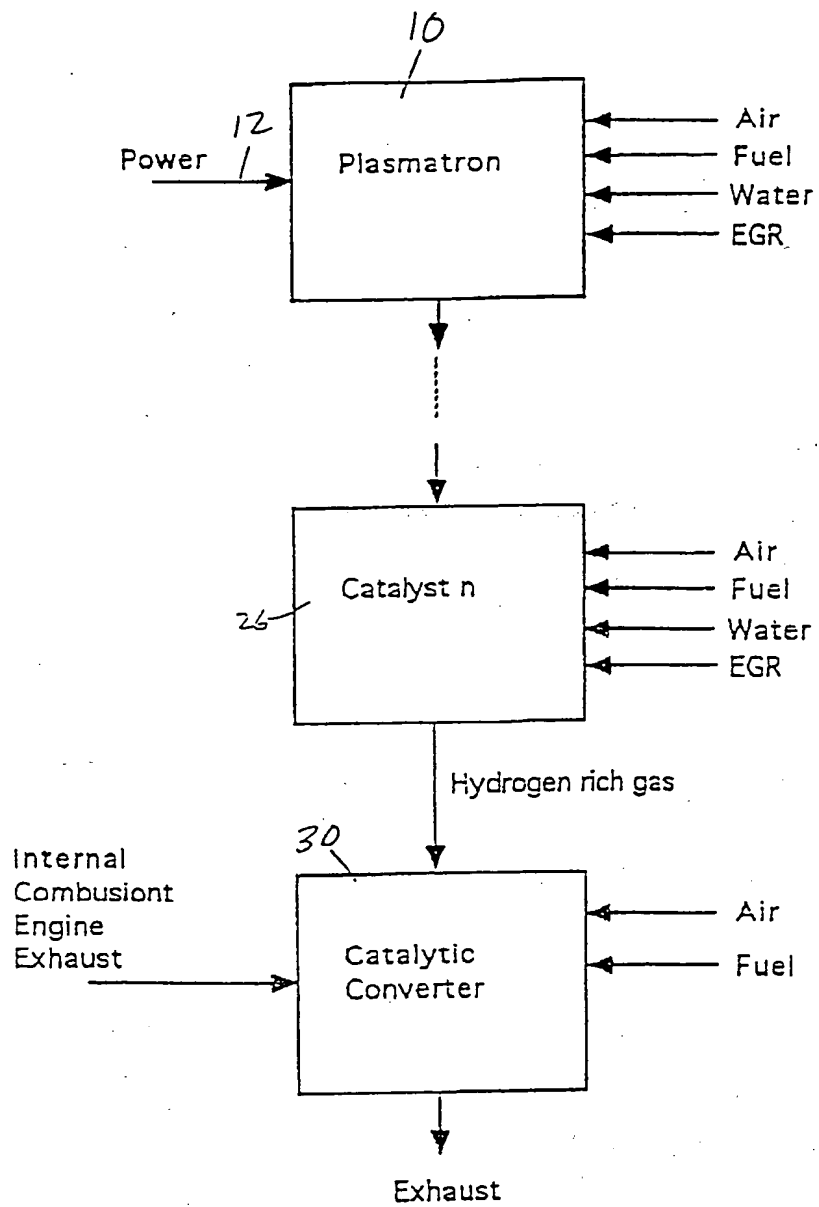 10
12
Power
Plasmatron
Air
Fuel
Water
EGR
Catalyst n
26
Air
Fuel
Water
EGR
Hydrogen rich gas
30
Internal
Combusiont
Engine
Exhaust
Catalytic
Converter
Air
Fuel
Exhaust